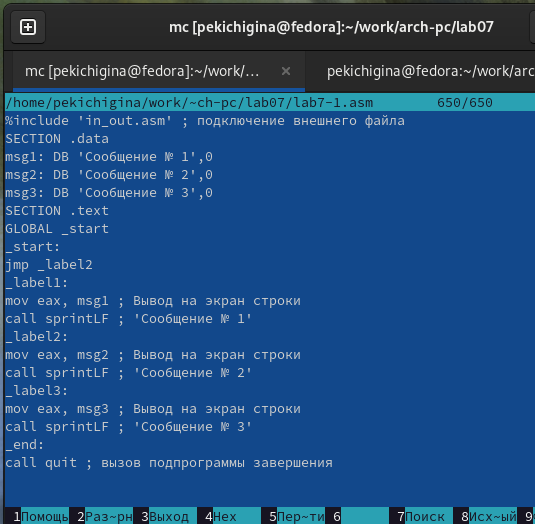 mc [pekichigina@fedora]:~/work/arch-pc/lab07
mc [pekichigina@fedora]:~/work/... × pekichigina@fedora:~/work/arc
/home/pekichigina/work/~ch-pc/lab07/lab7-1.asm 650/650
%include 'in_out.asm' ; подключение внешнего файла
SECTION .data
msg1: DB 'Сообщение № 1',0
msg2: DB 'Сообщение № 2',0
msg3: DB 'Сообщение № 3',0
SECTION .text
GLOBAL _start
_start:
jmp _label2
_label1:
mov eax, msg1 ; Вывод на экран строки
call sprintLF ; 'Сообщение № 1'
_label2:
mov eax, msg2 ; Вывод на экран строки
call sprintLF ; 'Сообщение № 2'
_label3:
mov eax, msg3 ; Вывод на экран строки
call sprintLF ; 'Сообщение № 3'
_end:
call quit ; вызов подпрограммы завершения
1Помощь 2Раз~рн 3Выход 4Hex 5Пер~ти 6 7Поиск 8Исх~ый 9